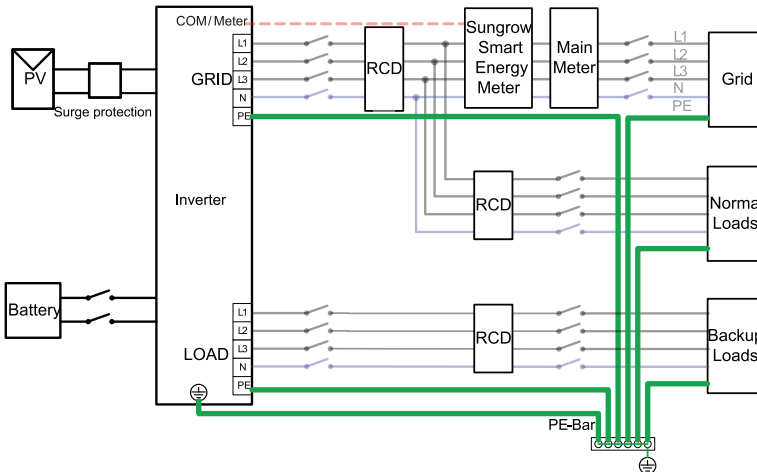 COM/Meter
L1
L2
L3
N
PE
GRID
PV
Surge protection
RCD
Sungrow
Smart
Energy
Meter
Main
Meter
L1
L2
L3
N
PE
Grid
Inverter
RCD
Norma
Loads
Battery
L1
L2
L3
N
PE
LOAD
RCD
Backup
Loads
PE-Bar